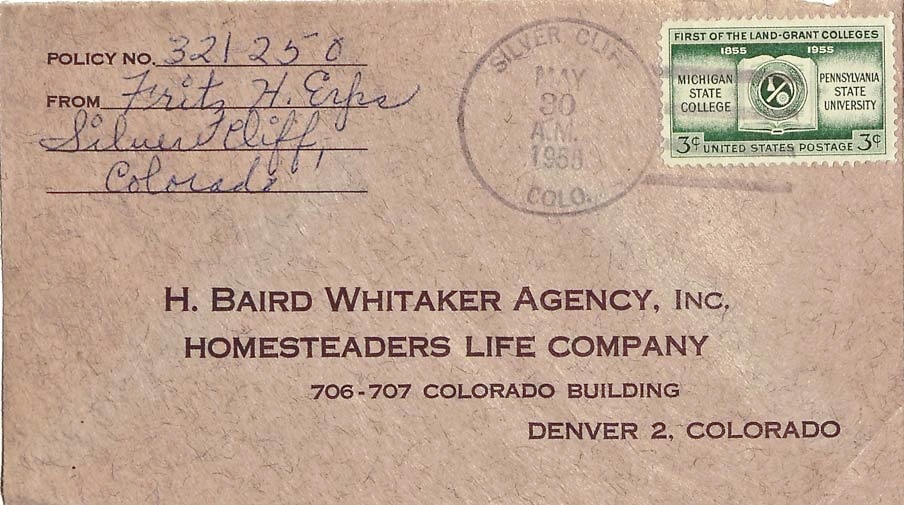 POLICY NO. 321250
FROM Fritz H. Erps
Silver Cliff,
Colorado
SILVER CLIFF
MAY
30
A.M.
COLO.
FIRST OF THE LAND-GRANT COLLEGES
1855 1955
MICHIGAN STATE COLLEGE
PENNSYLVANIA STATE UNIVERSITY
3¢ UNITED STATES POSTAGE 3¢
H. BAIRD WHITAKER AGENCY, INC.
HOMESTEADERS LIFE COMPANY
706-707 COLORADO BUILDING
DENVER 2, COLORADO